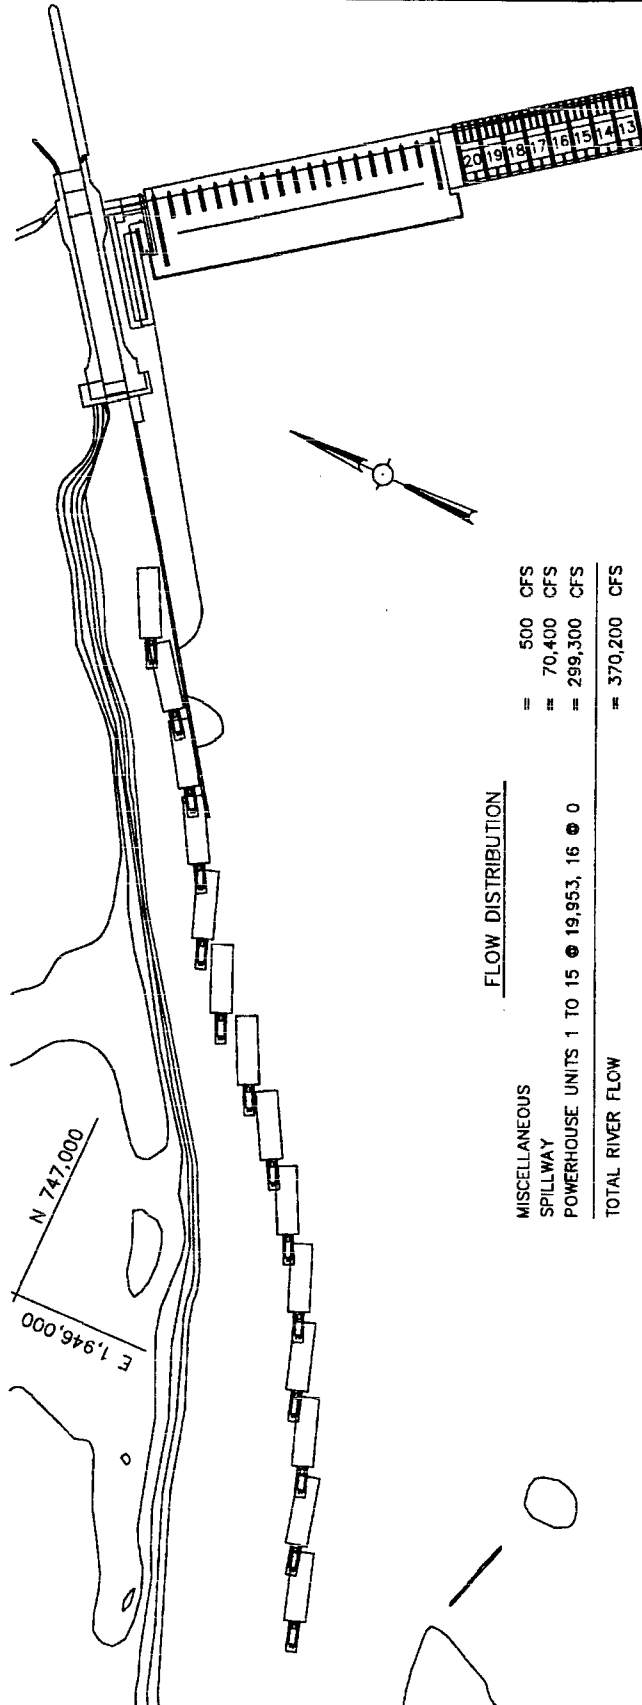 20 19 18 17 16 15 14 13
FLOW DISTRIBUTION
MISCELLANEOUS = 500 CFS
SPILLWAY = 70,400 CFS
POWERHOUSE UNITS 1 TO 15 @ 19,953, 16 @ 0 = 299,300 CFS
TOTAL RIVER FLOW = 370,200 CFS
N 747,000
E 1,946,000